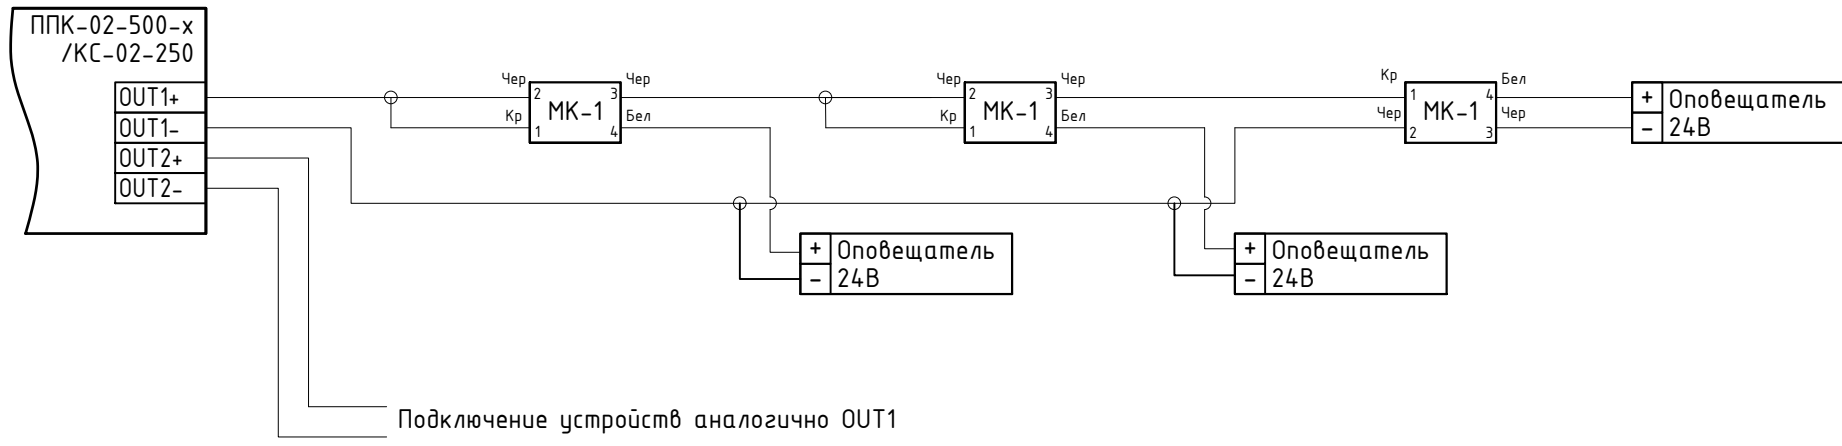 ППК-02-500-х
/КС-02-250
OUT1+
OUT1-
OUT2+
OUT2-
Чер
Кр
2
1
МК-1
3
4
Чер
Бел
Чер
Кр
2
1
МК-1
3
4
Чер
Бел
Кр
Чер
1
2
МК-1
4
3
Бел
Чер
+ Оповещатель
- 24В
+ Оповещатель
- 24В
+ Оповещатель
- 24В
Подключение устройств аналогично OUT1